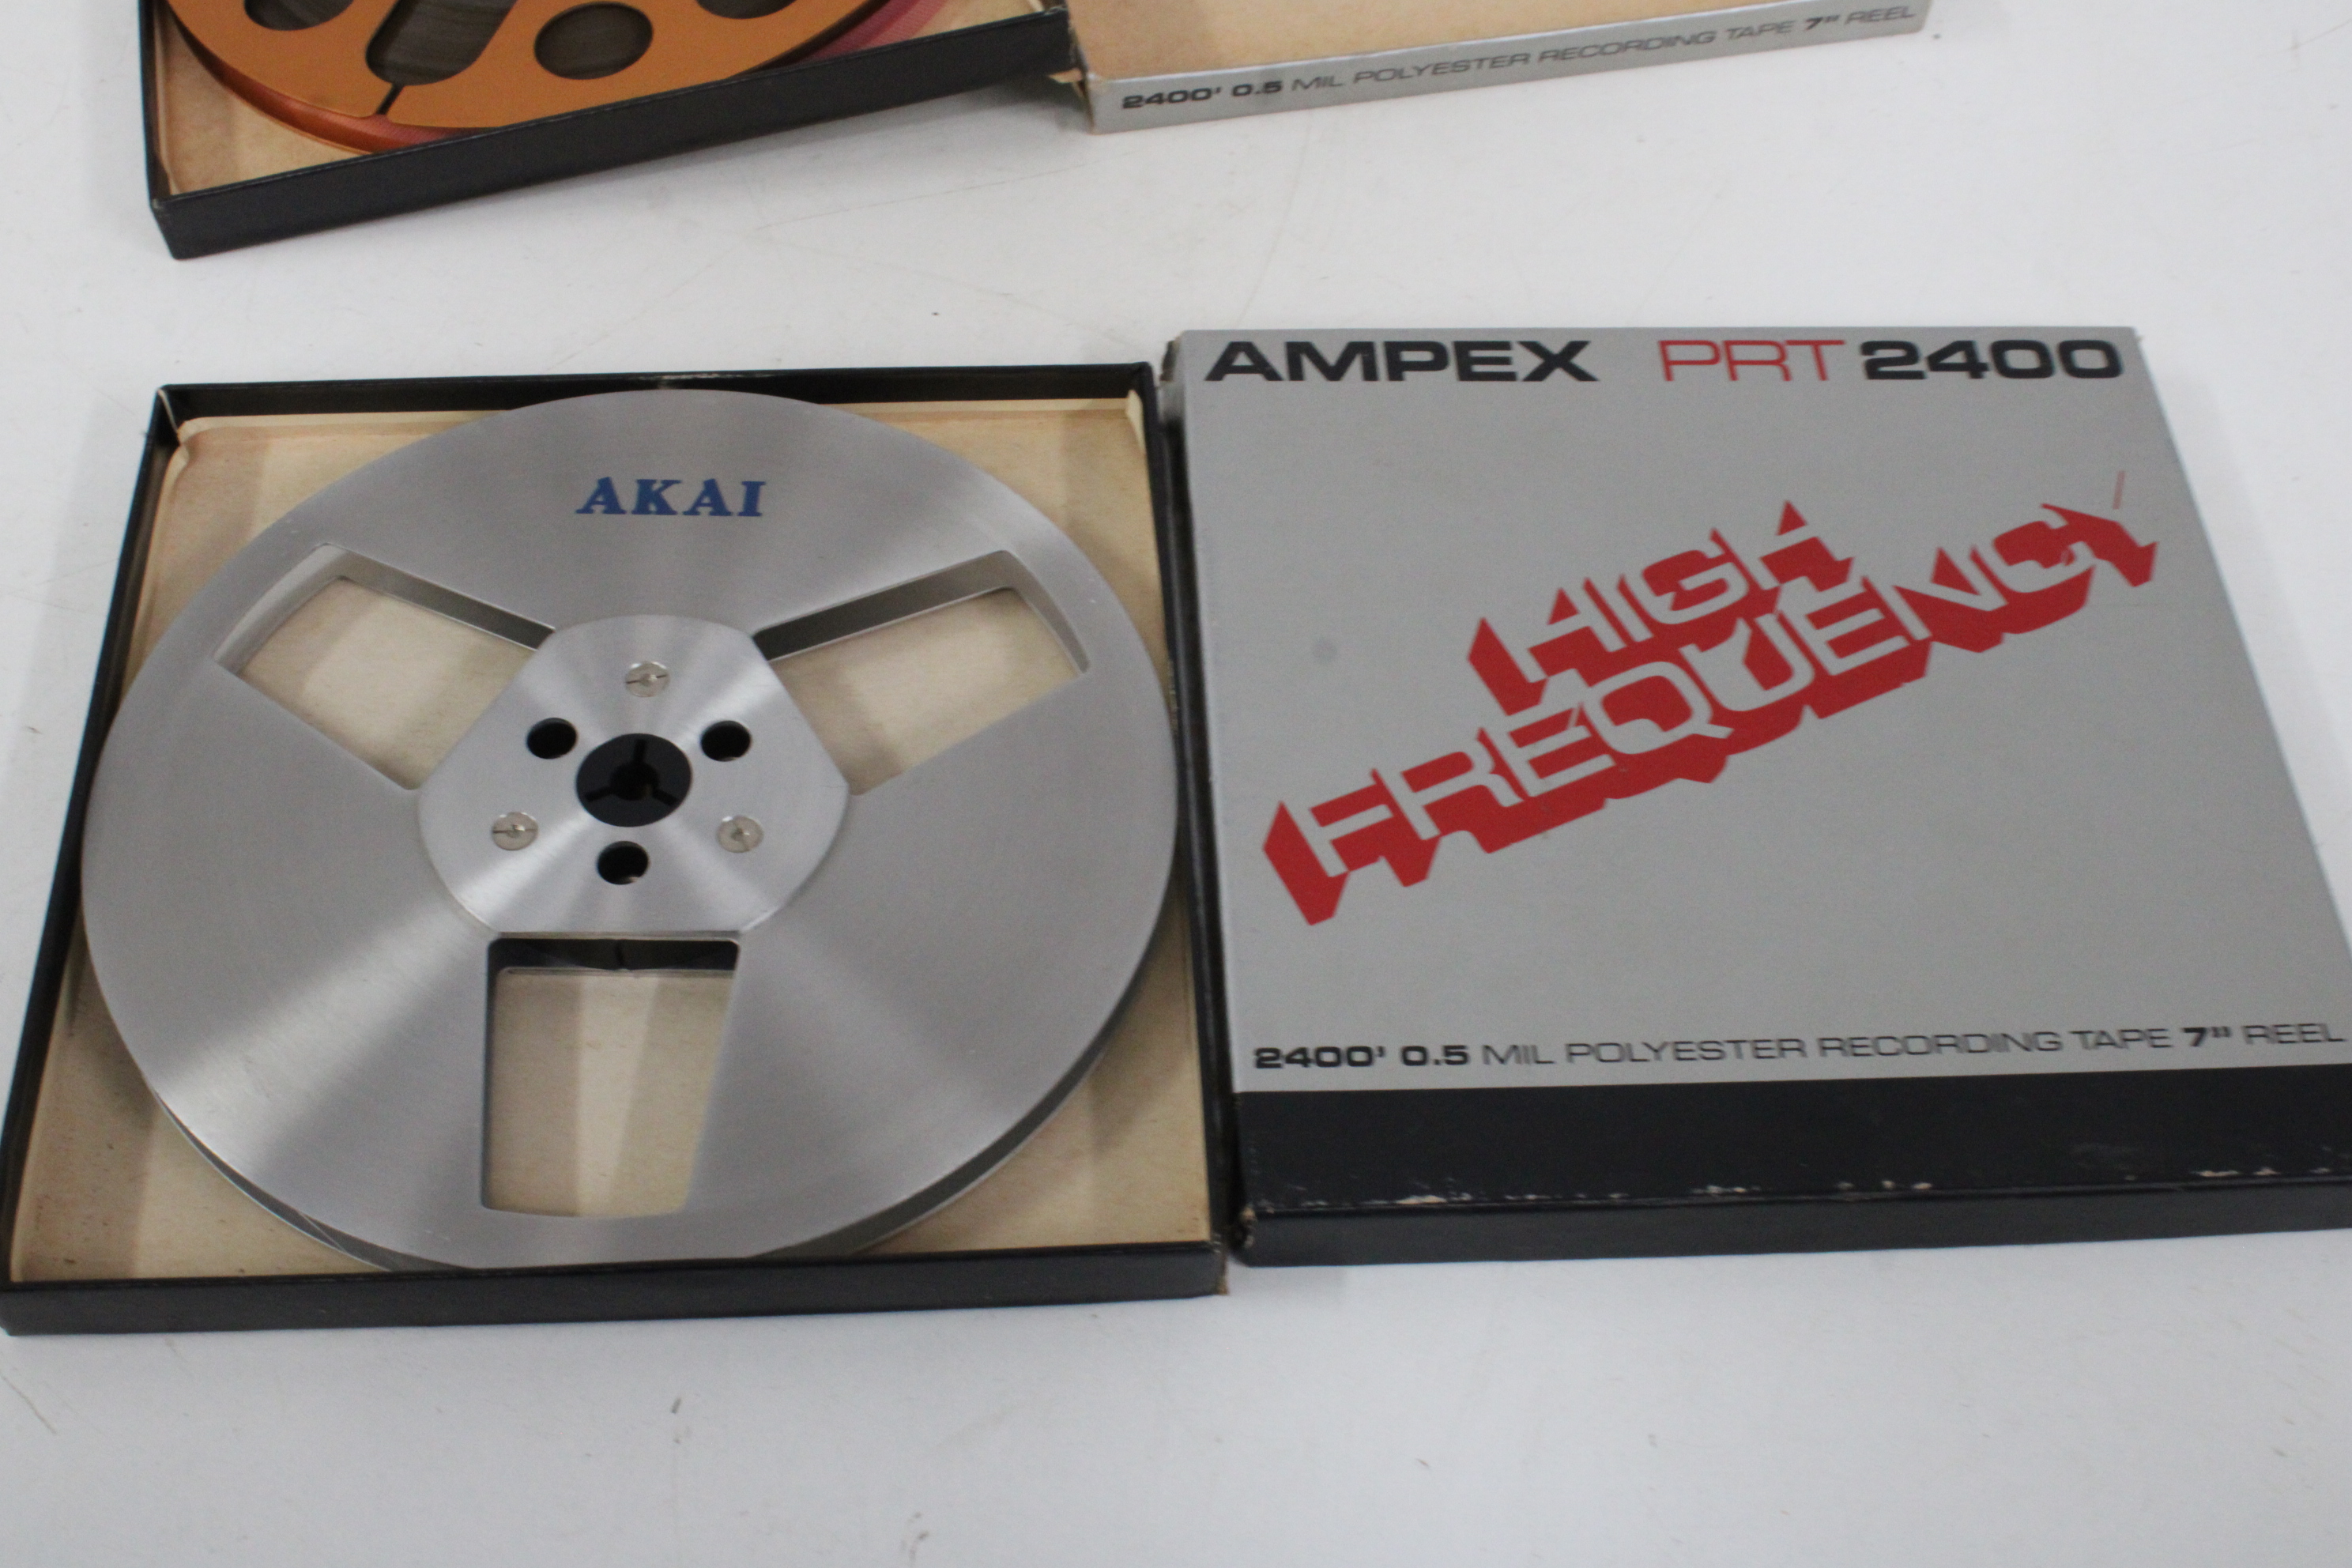 2400' 0.5 MIL POLYESTER RECORDING TAPE 7" REEL
AKAI
AMPEX PRT 2400
HIGH
FREQUENCY
2400' 0.5 MIL POLYESTER RECORDING TAPE 7" REEL